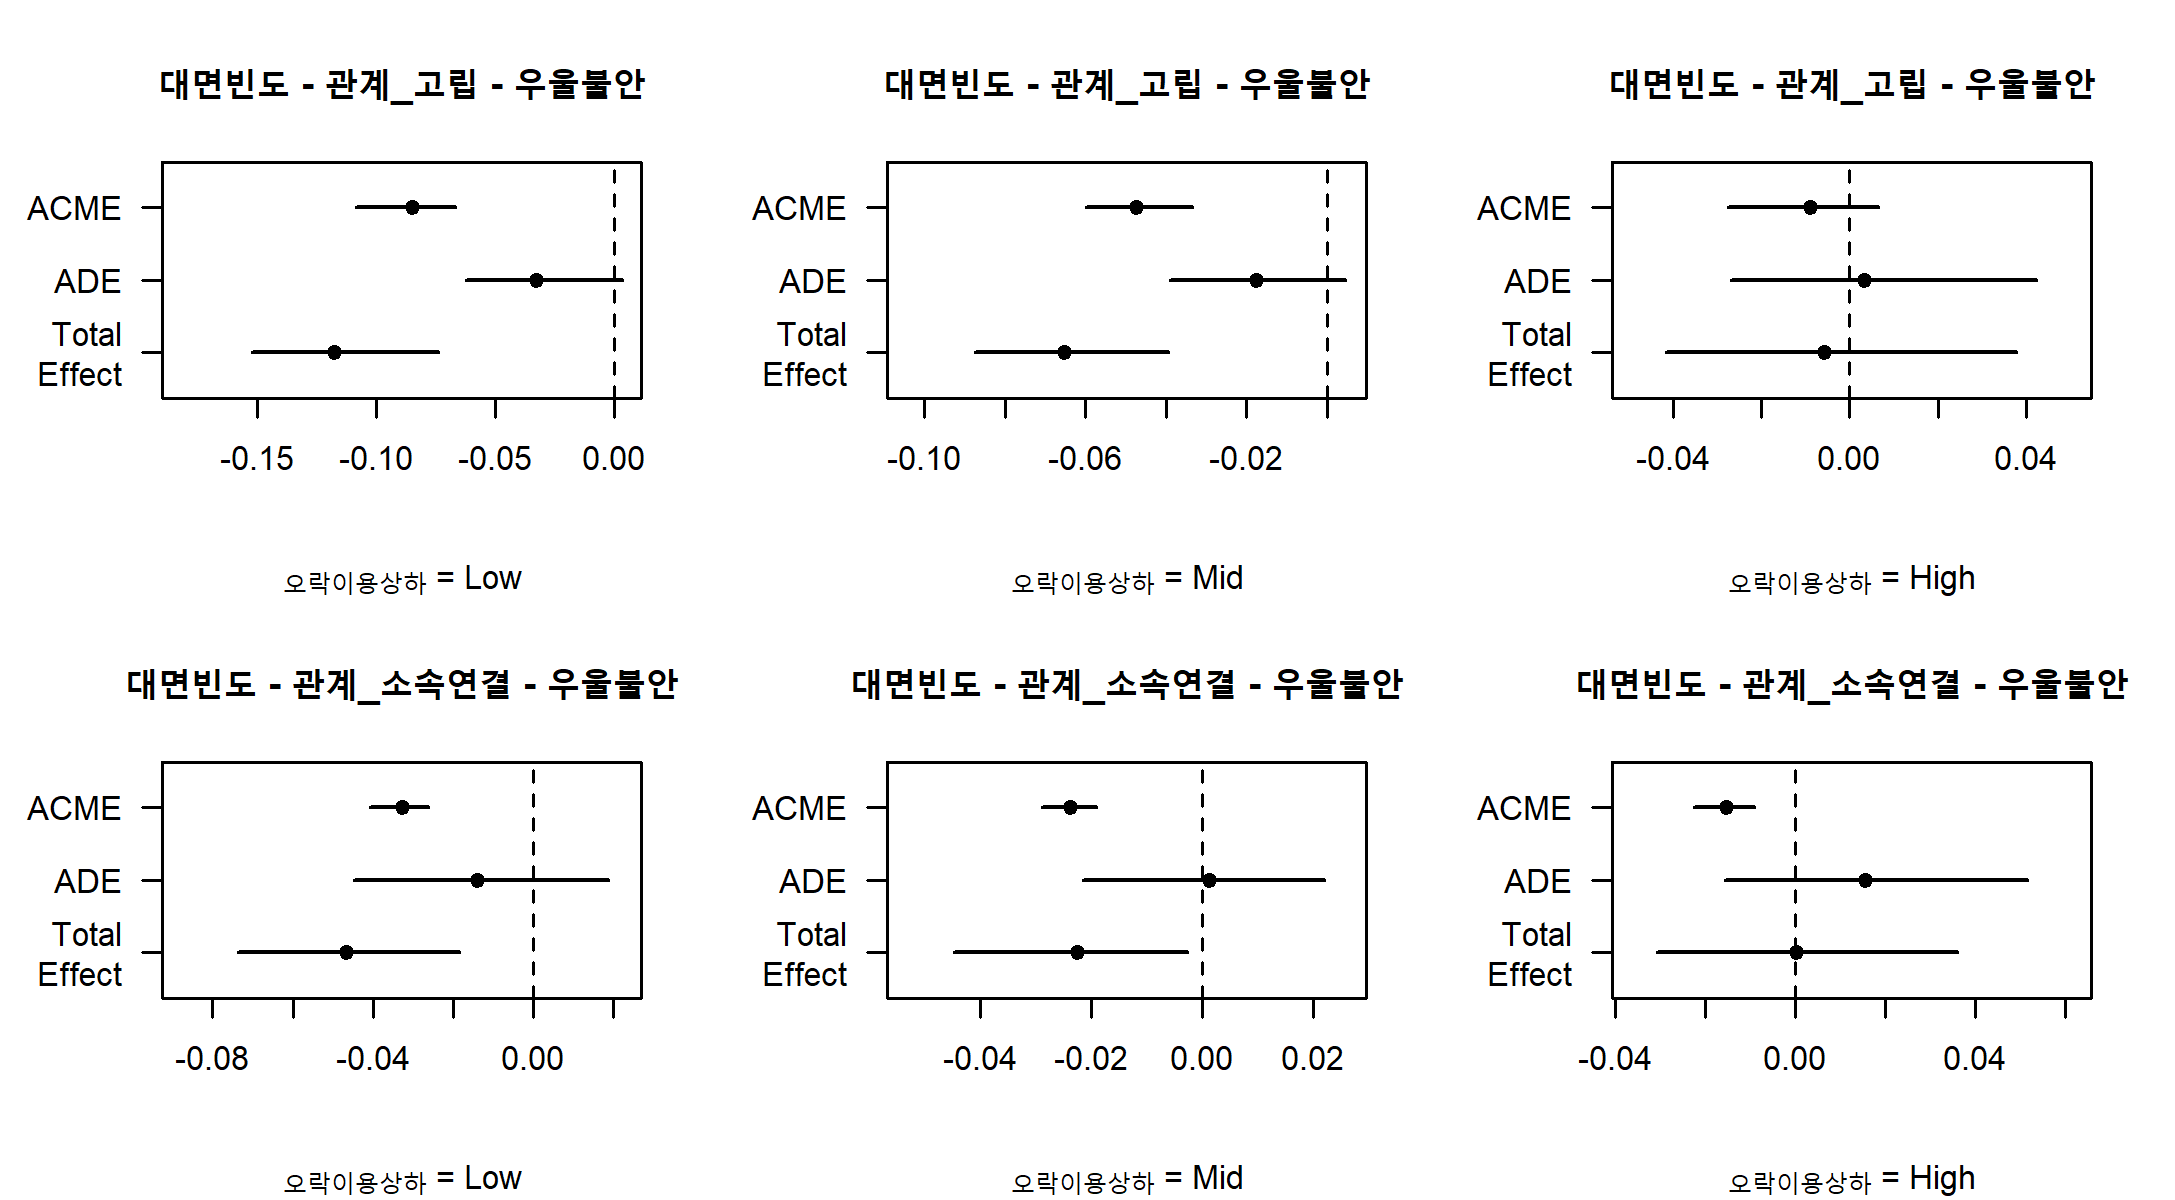 대면빈도 - 관계_고립 - 우울불안
ACME
ADE
Total
Effect
-0.15 -0.10 -0.05 0.00
오락이용상하 = Low
대면빈도 - 관계_고립 - 우울불안
ACME
ADE
Total
Effect
-0.10 -0.06 -0.02
오락이용상하 = Mid
대면빈도 - 관계_고립 - 우울불안
ACME
ADE
Total
Effect
-0.04 0.00 0.04
오락이용상하 = High
대면빈도 - 관계_소속연결 - 우울불안
ACME
ADE
Total
Effect
-0.08 -0.04 0.00
오락이용상하 = Low
대면빈도 - 관계_소속연결 - 우울불안
ACME
ADE
Total
Effect
-0.04 -0.02 0.00 0.02
오락이용상하 = Mid
대면빈도 - 관계_소속연결 - 우울불안
ACME
ADE
Total
Effect
-0.04 0.00 0.04
오락이용상하 = High